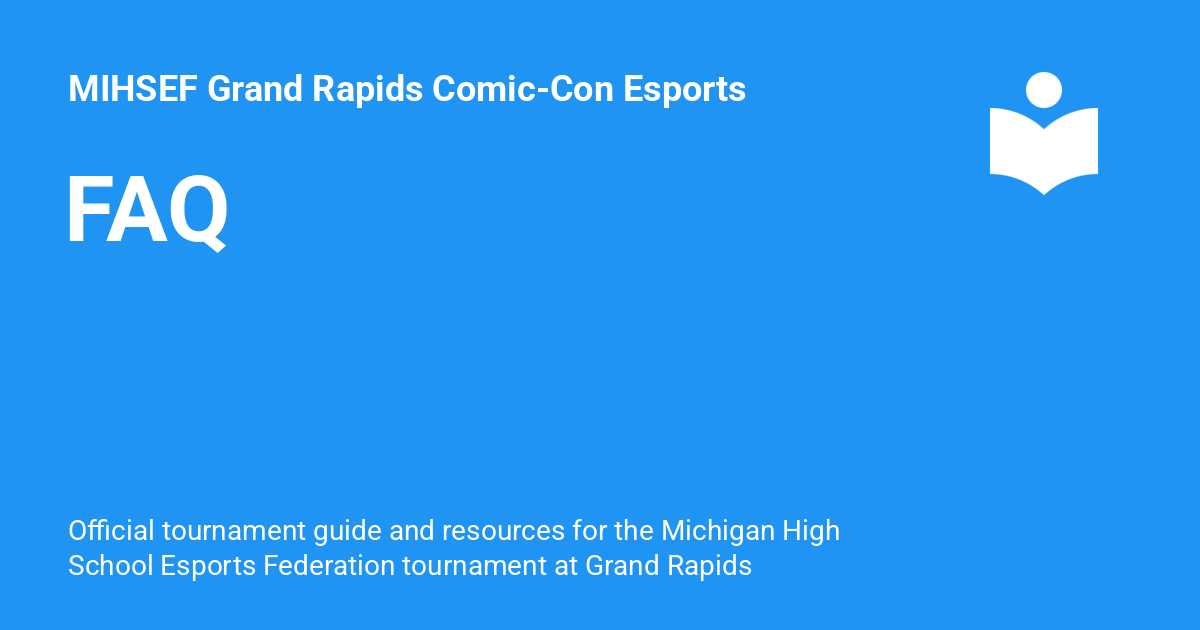 MIHSEF Grand Rapids Comic-Con Esports
FAQ
Official tournament guide and resources for the Michigan High
School Esports Federation tournament at Grand Rapids